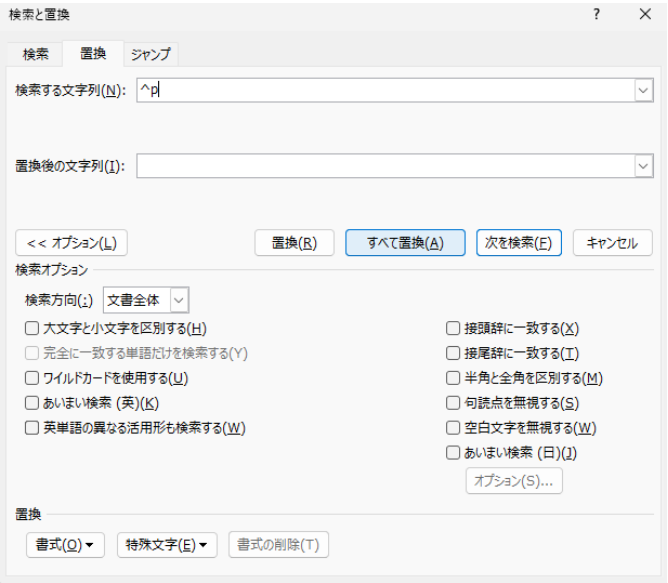 検索と置換 ? ×
検索 置換 ジャンプ
検索する文字列(N): ^p
置換後の文字列(I):
<< オプション(L) 置換(R) すべて置換(A) 次を検索(F) キャンセル
検索オプション
検索方向(:) 文書全体
大文字と小文字を区別する(H) 接頭辞に一致する(X)
完全に一致する単語だけを検索する(Y) 接尾辞に一致する(T)
ワイルドカードを使用する(U) 半角と全角を区別する(M)
あいまい検索 (英)(K) 句読点を無視する(S)
英単語の異なる活用形も検索する(W) 空白文字を無視する(W)
あいまい検索 (日)(J)
オプション(S)...
置換
書式(O) 特殊文字(E) 書式の削除(T)